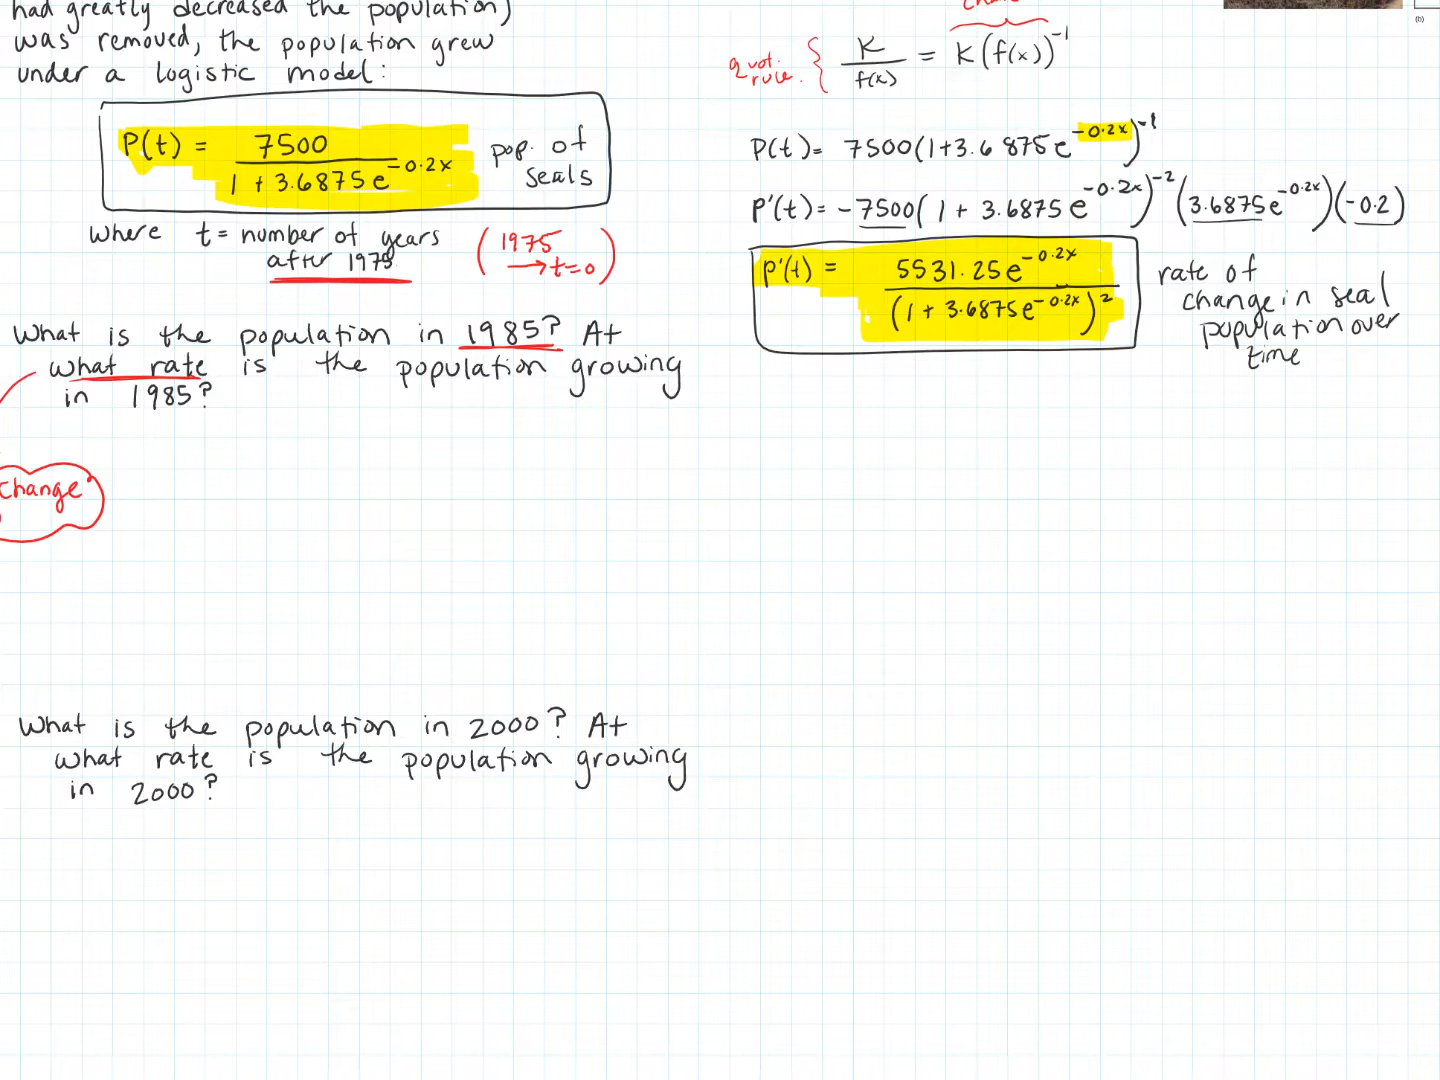 had greatly decreased the population)
was removed, the population grew
under a logistic model:
P(t) = 7500 / 1 + 3.6875e^-0.2x pop. of seals
where t = number of years
after 1975
(1975
→ t=0)
What is the population in 1985? At
what rate is the population growing
in 1985?
change
What is the population in 2000? At
what rate is the population growing
in 2000?
quot. rule. { K / f(x) = K(f(x))^-1
P(t) = 7500(1+3.6875e^-0.2x)^-1
P'(t) = -7500(1 + 3.6875e^-0.2x)^-2 (3.6875e^-0.2x)(-0.2)
P'(t) = 5531.25e^-0.2x / (1 + 3.6875e^-0.2x)^2
rate of
change in seal
population over
time
(b)